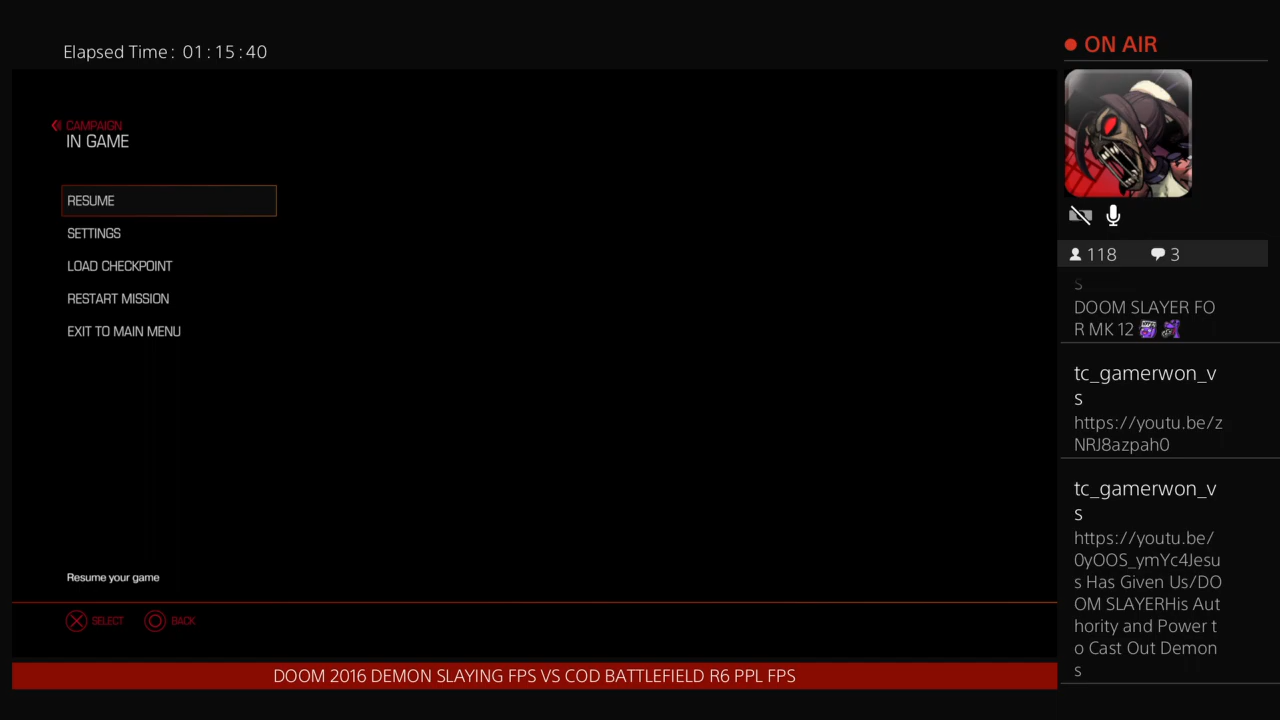 Elapsed Time: 01:15:40
ON AIR
CAMPAIGN
IN GAME
RESUME
SETTINGS
LOAD CHECKPOINT
RESTART MISSION
EXIT TO MAIN MENU
Resume your game
SELECT BACK
DOOM 2016 DEMON SLAYING FPS VS COD BATTLEFIELD R6 PPL FPS
118 3
s
DOOM SLAYER FO
R MK 12
tc_gamerwon_v
s
https://youtu.be/z
NRJ8azpah0
tc_gamerwon_v
s
https://youtu.be/
0yOOS_ymYc4Jesu
s Has Given Us/DO
OM SLAYERHis Aut
hority and Power t
o Cast Out Demon
s